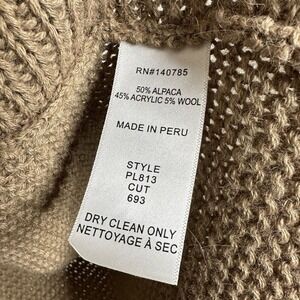 RN#140785
50% ALPACA
45% ACRYLIC 5% WOOL
MADE IN PERU
STYLE
PL813
CUT
693
DRY CLEAN ONLY
NETTOYAGE À SEC